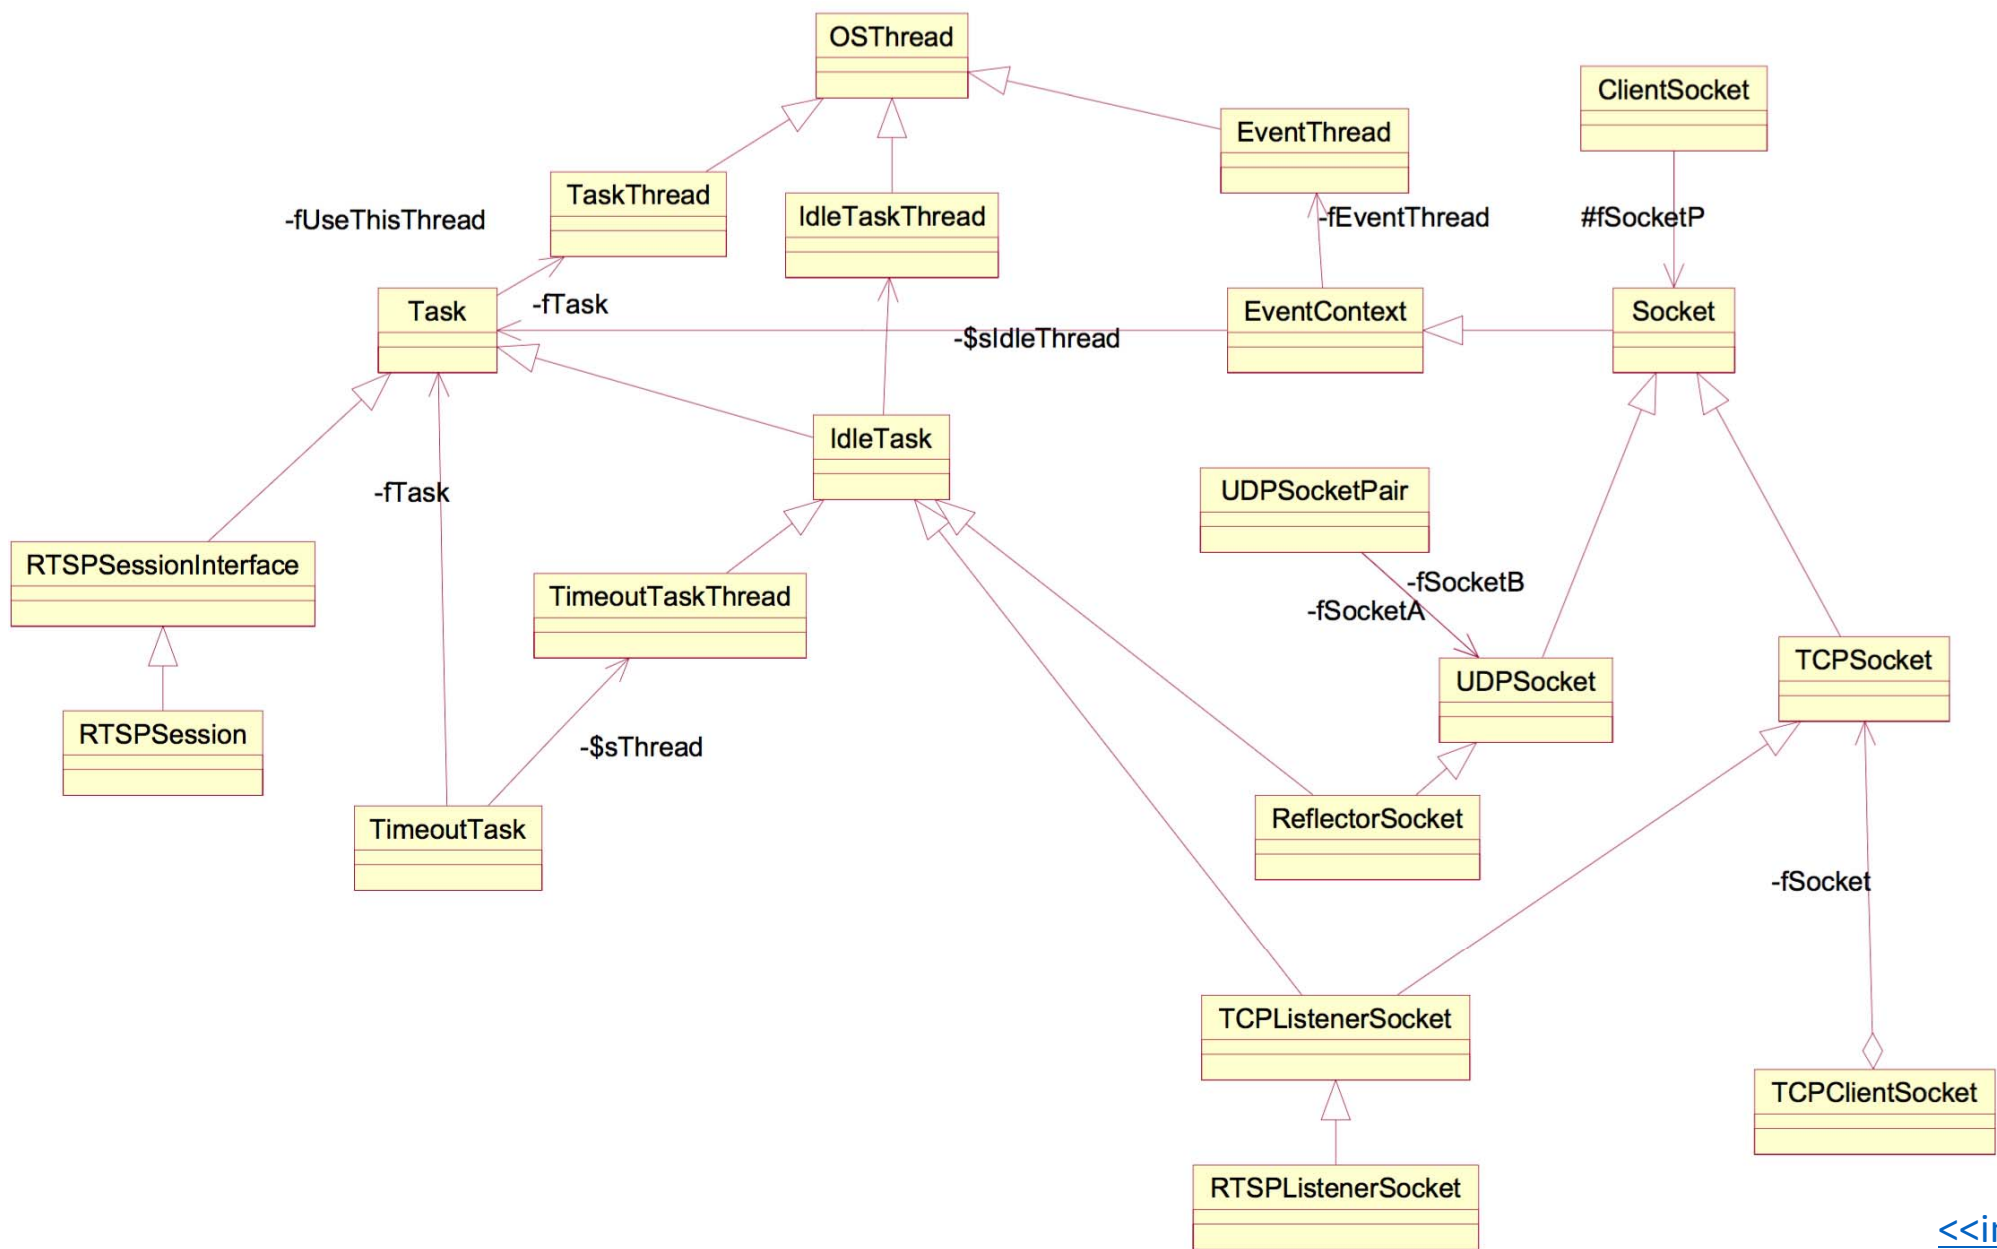 OSThread
ClientSocket
EventThread
TaskThread
IdleTaskThread
-fUseThisThread
-fEventThread
#fSocketP
Task
-fTask
EventContext
Socket
-$sIdleThread
IdleTask
-fTask
UDPSocketPair
RTSPSessionInterface
TimeoutTaskThread
-fSocketB
-fSocketA
TCPSocket
UDPSocket
RTSPSession
-$sThread
TimeoutTask
ReflectorSocket
-fSocket
TCPListenerSocket
TCPClientSocket
RTSPListenerSocket